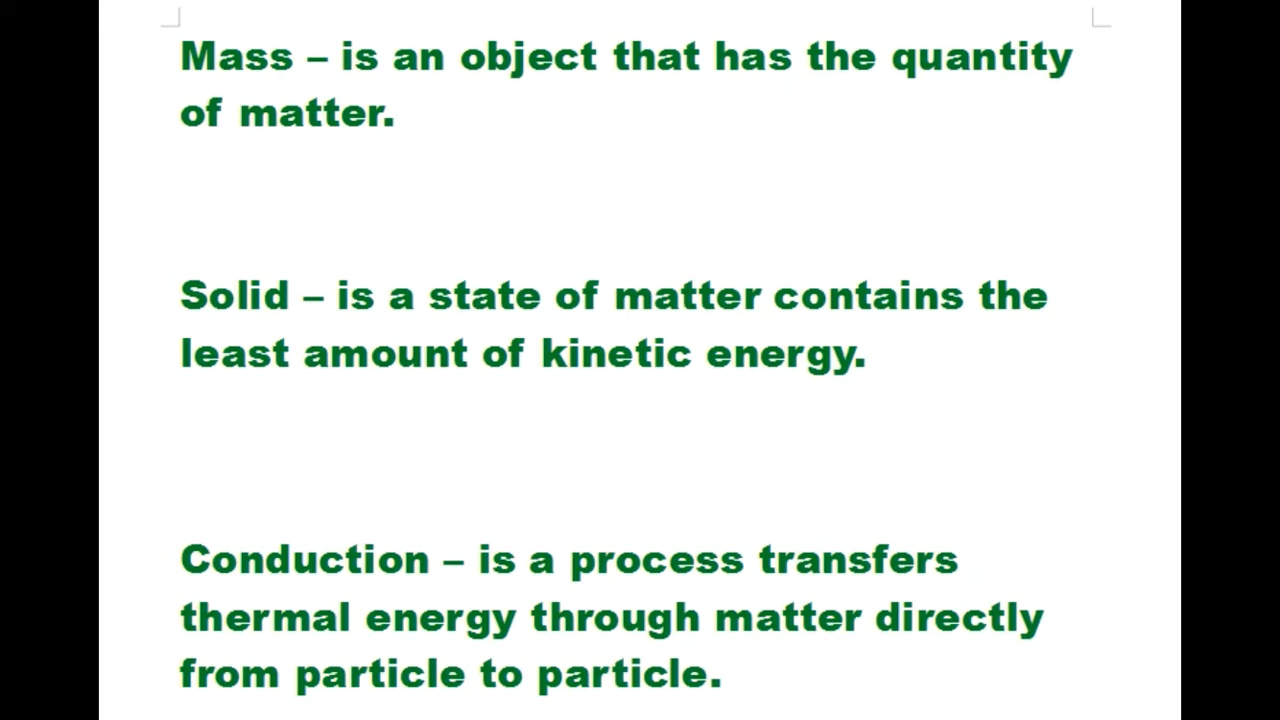 Mass – is an object that has the quantity
of matter.
Solid – is a state of matter contains the
least amount of kinetic energy.
Conduction – is a process transfers
thermal energy through matter directly
from particle to particle.